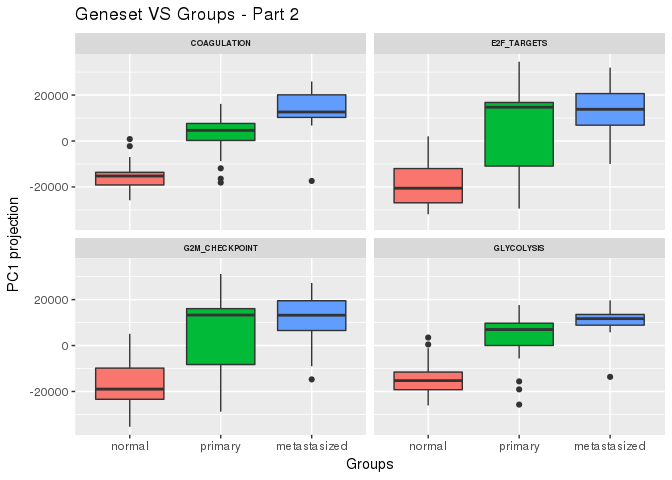 Geneset VS Groups - Part 2
COAGULATION
E2F_TARGETS
20000
0
-20000
G2M_CHECKPOINT
GLYCOLYSIS
20000
0
-20000
PC1 projection
normal primary metastasized normal primary metastasized
Groups